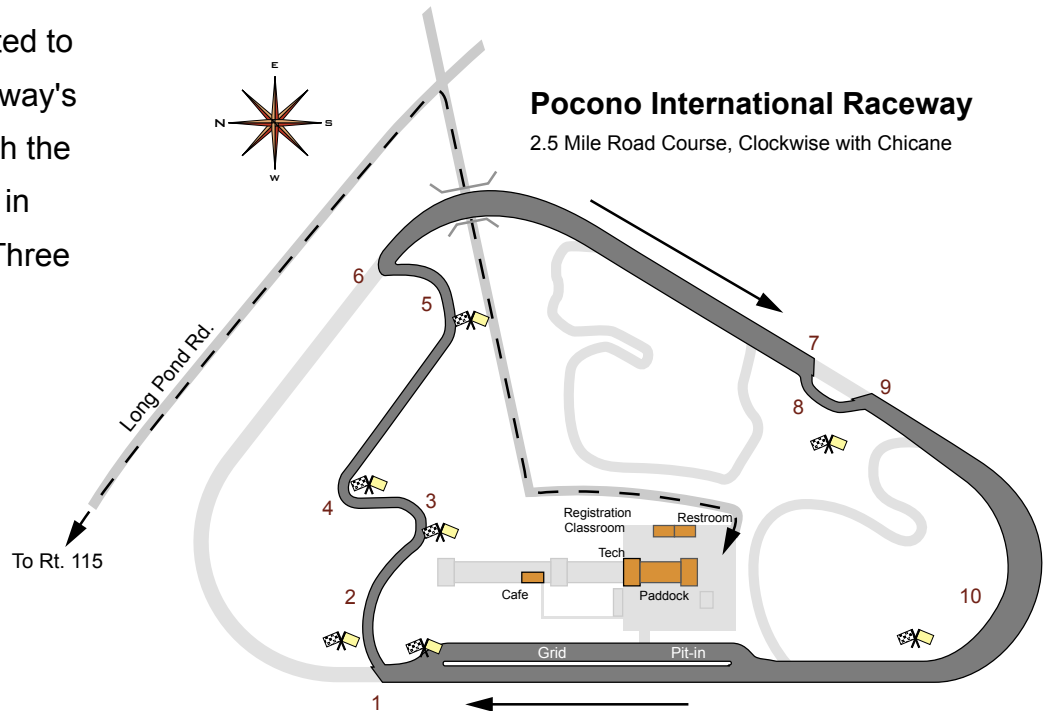 ted to
way's
h the
in
Three
E
N
S
W
Pocono International Raceway
2.5 Mile Road Course, Clockwise with Chicane
6
5
7
9
8
Long Pond Rd.
4
3
Registration
Classroom
Restroom
Tech
To Rt. 115
Cafe
Paddock
2
10
Grid
Pit-in
1